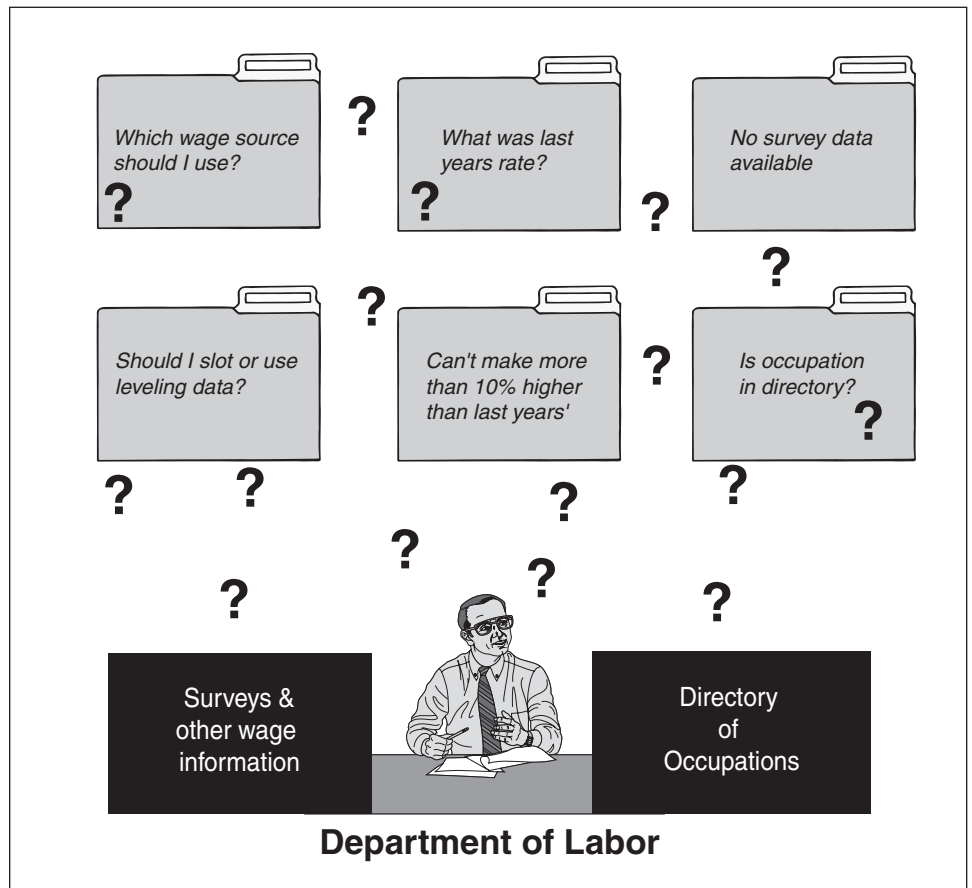 Which wage source
should I use?
?
?
What was last
years rate?
?
?
No survey data
available
?
?
Should I slot or use
leveling data?
?
?
Can't make more
than 10% higher
than last years'
?
Is occupation
in directory?
?
?
?
?
?
?
?
Surveys &
other wage
information
Directory
of
Occupations
Department of Labor